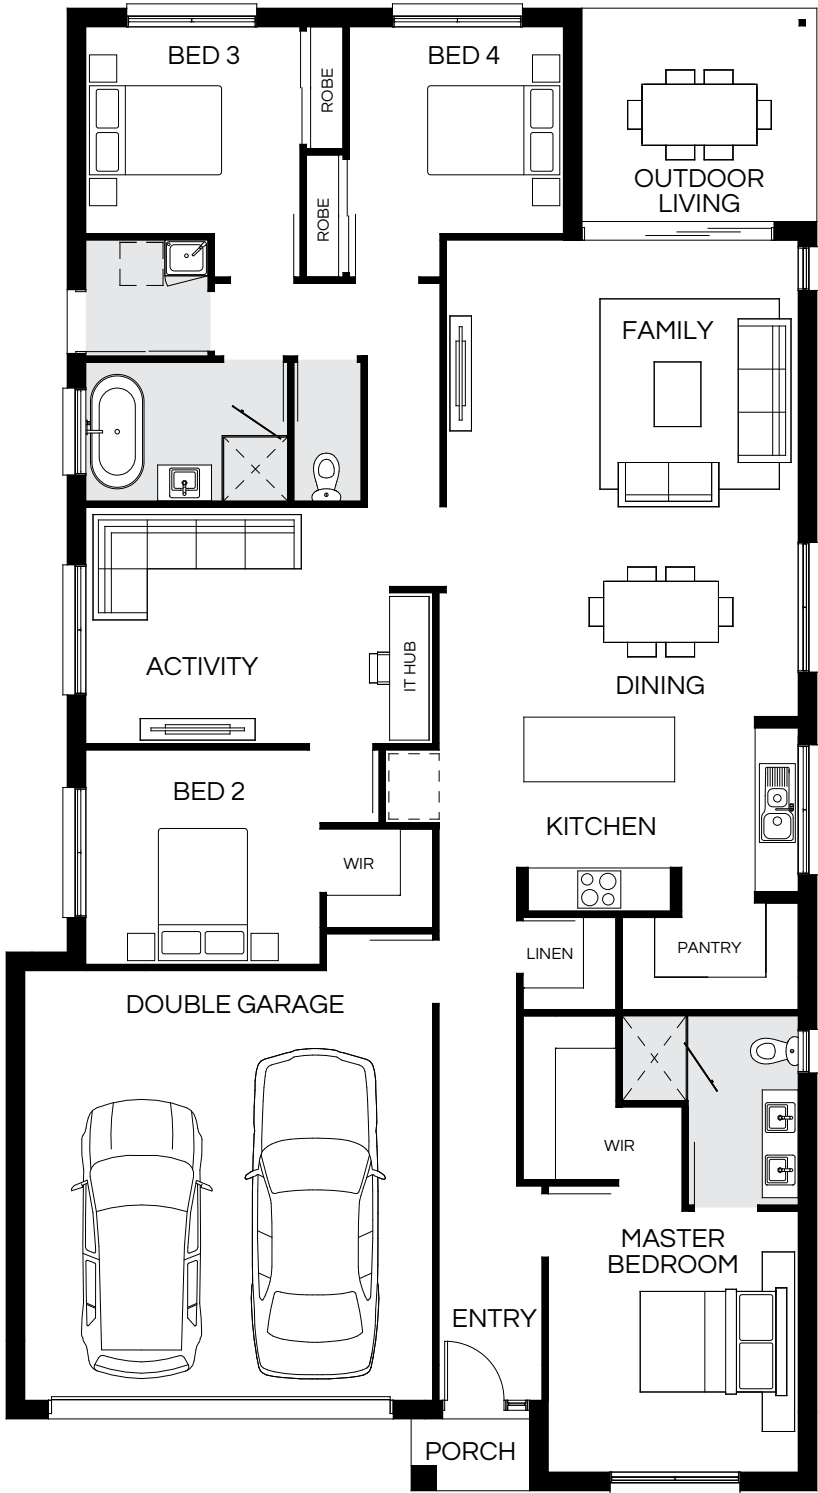 BED 3
BED 4
ROBE
ROBE
OUTDOOR
LIVING
FAMILY
ACTIVITY
IT HUB
DINING
BED 2
KITCHEN
WIR
LINEN
PANTRY
DOUBLE GARAGE
WIR
MASTER
BEDROOM
ENTRY
PORCH